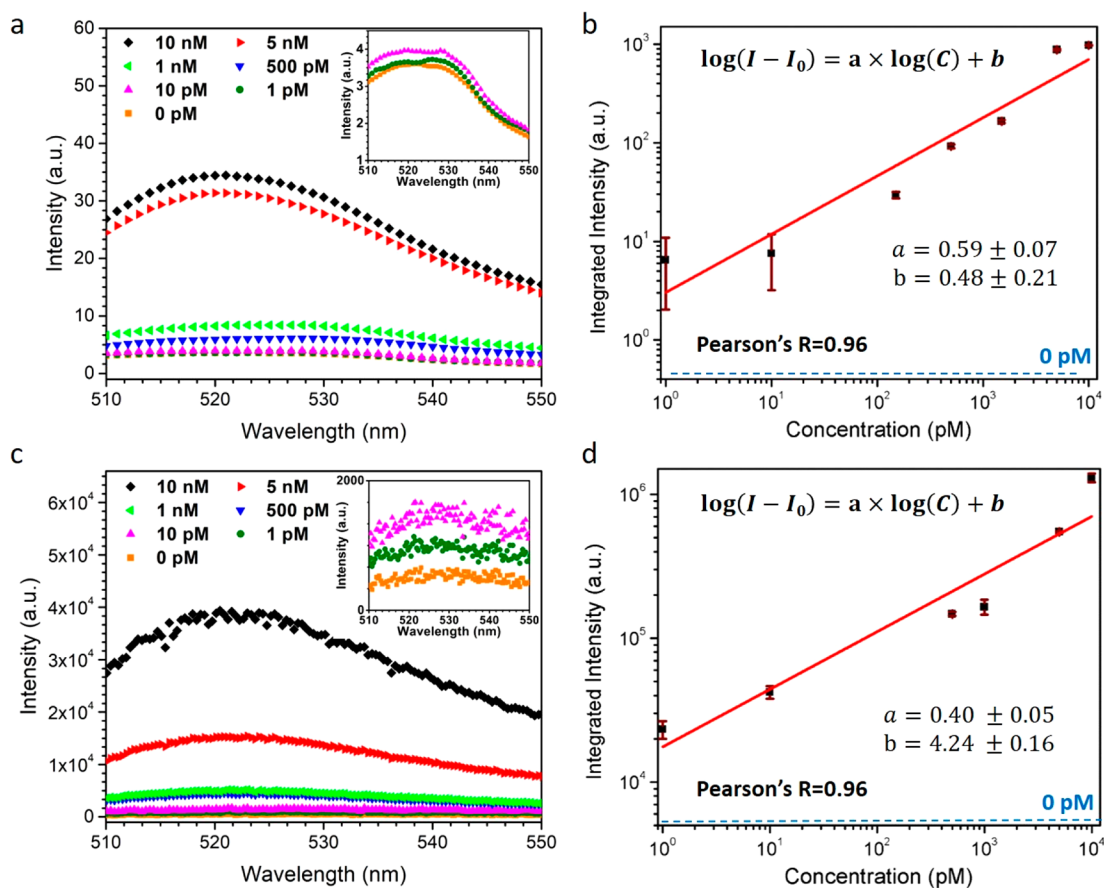 a
10 nM 5 nM
1 nM 500 pM
10 pM 1 pM
0 pM
60
50
40
30
20
10
0
Intensity (a.u.)
510 520 530 540 550
Wavelength (nm)
4
3
2
1
Intensity (a.u.)
510 520 530 540 550
Wavelength (nm)
b
log(I − I₀) = a × log(C) + b
10³
10²
10¹
10⁰
Integrated Intensity (a.u.)
a = 0.59 ± 0.07
b = 0.48 ± 0.21
Pearson's R=0.96
0 pM
10⁰ 10¹ 10² 10³ 10⁴
Concentration (pM)
c
10 nM 5 nM
1 nM 500 pM
10 pM 1 pM
0 pM
6x10⁴
5x10⁴
4x10⁴
3x10⁴
2x10⁴
1x10⁴
0
Intensity (a.u.)
510 520 530 540 550
Wavelength (nm)
2000
0
Intensity (a.u.)
510 520 530 540 550
Wavelength (nm)
d
log(I − I₀) = a × log(C) + b
10⁶
10⁵
10⁴
Integrated Intensity (a.u.)
a = 0.40 ± 0.05
b = 4.24 ± 0.16
Pearson's R=0.96
0 pM
10⁰ 10¹ 10² 10³ 10⁴
Concentration (pM)